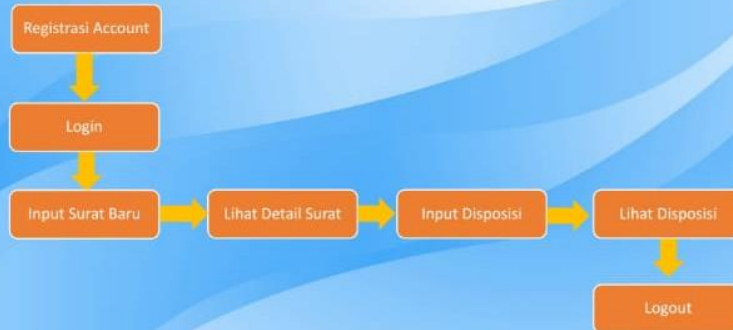 Registrasi Account
Login
Input Surat Baru
Lihat Detail Surat
Input Disposisi
Lihat Disposisi
Logout